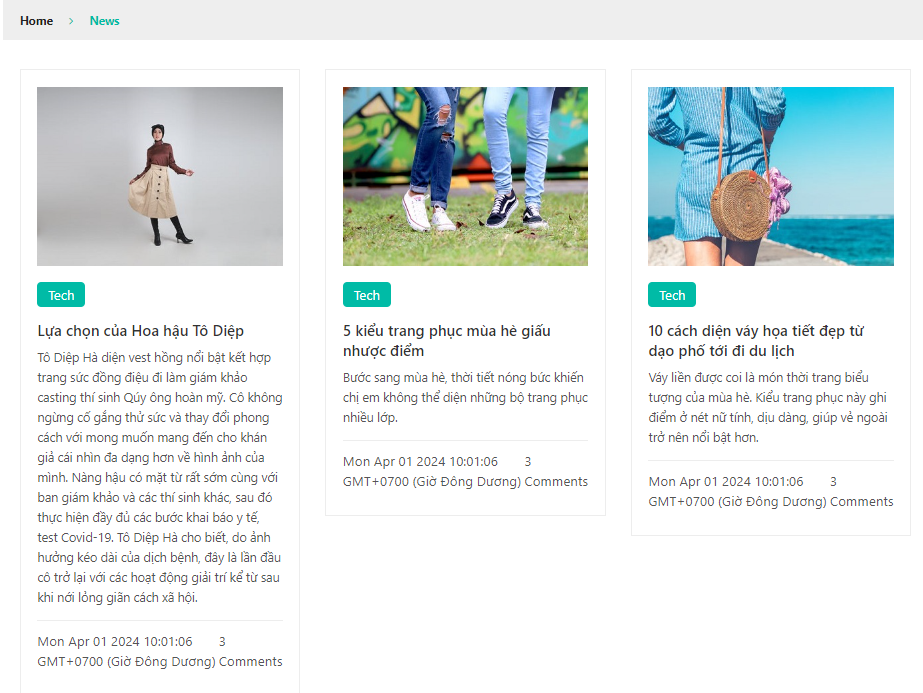 Home > News
Tech
Lựa chọn của Hoa hậu Tô Diệp
Tô Diệp Hà diện vest hồng nổi bật kết hợp
trang sức đồng điệu đi làm giám khảo
casting thí sinh Qúy ông hoàn mỹ. Cô không
ngừng cố gắng thử sức và thay đổi phong
cách với mong muốn mang đến cho khán
giả cái nhìn đa dạng hơn về hình ảnh của
mình. Nàng hậu có mặt từ rất sớm cùng với
ban giám khảo và các thí sinh khác, sau đó
thực hiện đầy đủ các bước khai báo y tế,
test Covid-19. Tô Diệp Hà cho biết, do ảnh
hưởng kéo dài của dịch bệnh, đây là lần đầu
cô trở lại với các hoạt động giải trí kể từ sau
khi nới lỏng giãn cách xã hội.
Mon Apr 01 2024 10:01:06
GMT+0700 (Giờ Đông Dương)
3
Comments
Tech
5 kiểu trang phục mùa hè giấu
nhược điểm
Bước sang mùa hè, thời tiết nóng bức khiến
chị em không thể diện những bộ trang phục
nhiều lớp.
Mon Apr 01 2024 10:01:06
GMT+0700 (Giờ Đông Dương)
3
Comments
Tech
10 cách diện váy họa tiết đẹp từ
dạo phố tới đi du lịch
Váy liền được coi là món thời trang biểu
tượng của mùa hè. Kiểu trang phục này ghi
điểm ở nét nữ tính, dịu dàng, giúp vẻ ngoài
trở nên nổi bật hơn.
Mon Apr 01 2024 10:01:06
GMT+0700 (Giờ Đông Dương)
3
Comments